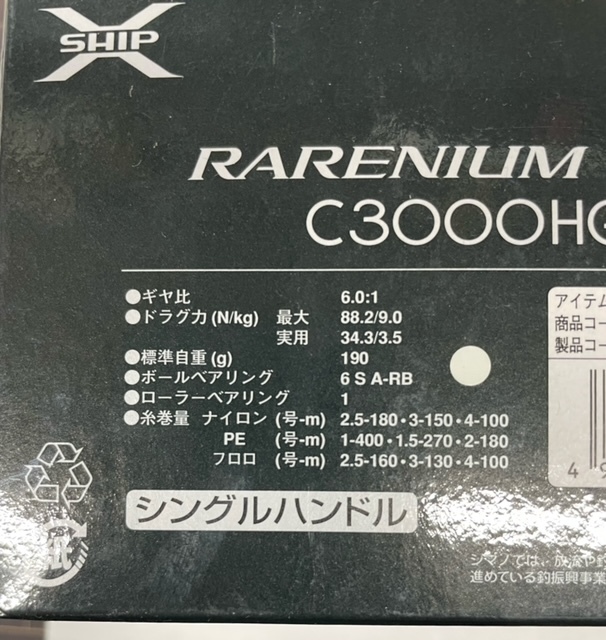 X SHIP
RARENIUM
C3000HG
●ギヤ比 6.0:1
●ドラグ力(N/kg) 最大 88.2/9.0
実用 34.3/3.5
●標準自重(g) 190
●ボールベアリング 6 S A-RB
●ローラーベアリング 1
●糸巻量 ナイロン (号-m) 2.5-180・3-150・4-100
PE (号-m) 1-400・1.5-270・2-180
フロロ (号-m) 2.5-160・3-130・4-100
シングルハンドル
アイテム
商品コー
製品コー
4
紙
シマノでは、放流や釣
進めている釣振興事業